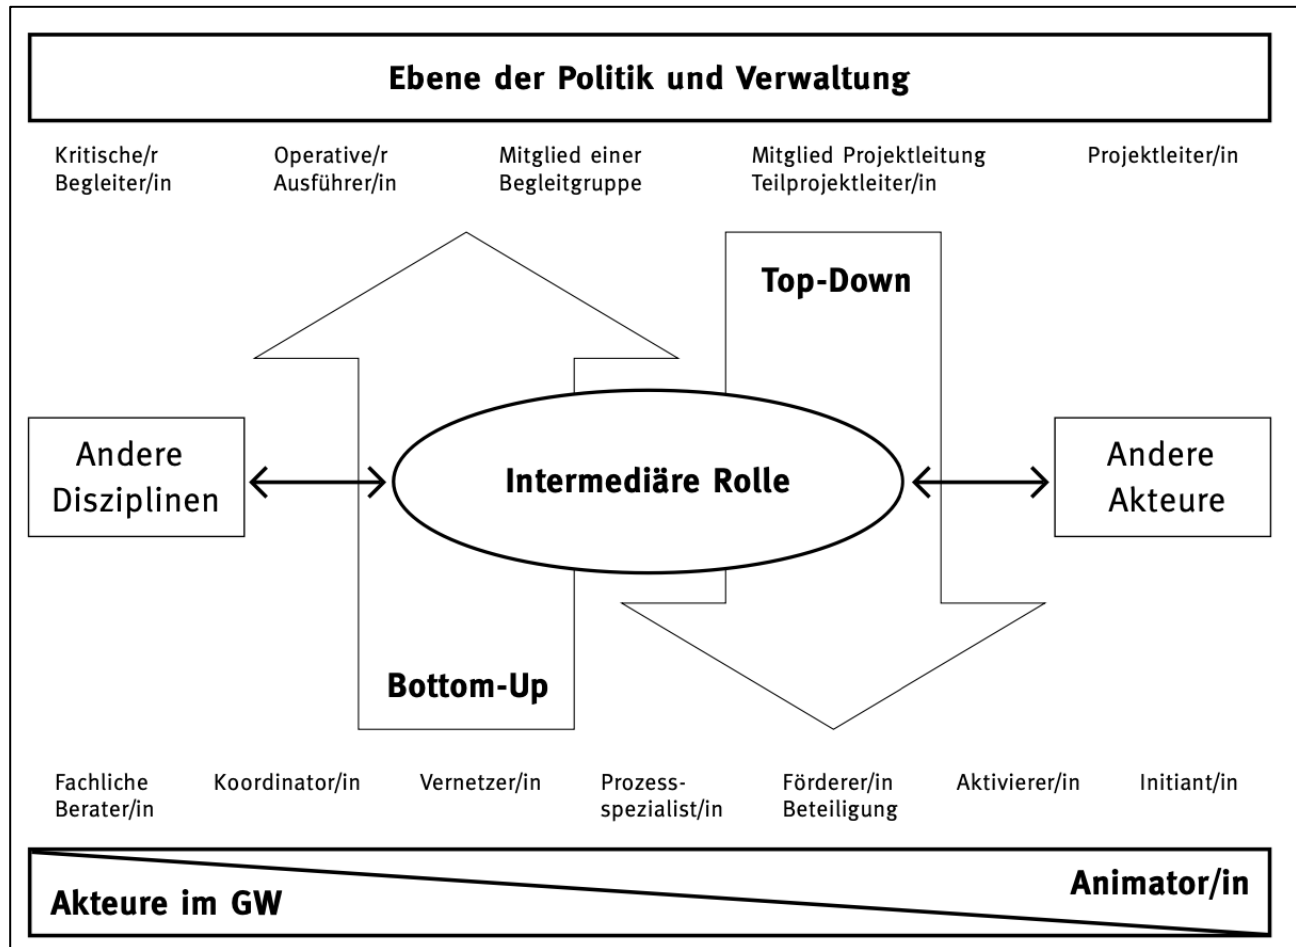 Ebene der Politik und Verwaltung
Kritische/r
Begleiter/in
Operative/r
Ausführer/in
Mitglied einer
Begleitgruppe
Mitglied Projektleitung
Teilprojektleiter/in
Projektleiter/in
Top-Down
Andere
Disziplinen
Intermediäre Rolle
Andere
Akteure
Bottom-Up
Fachliche
Berater/in
Koordinator/in
Vernetzer/in
Prozess-
spezialist/in
Förderer/in
Beteiligung
Aktivierer/in
Initiant/in
Akteure im GW
Animator/in